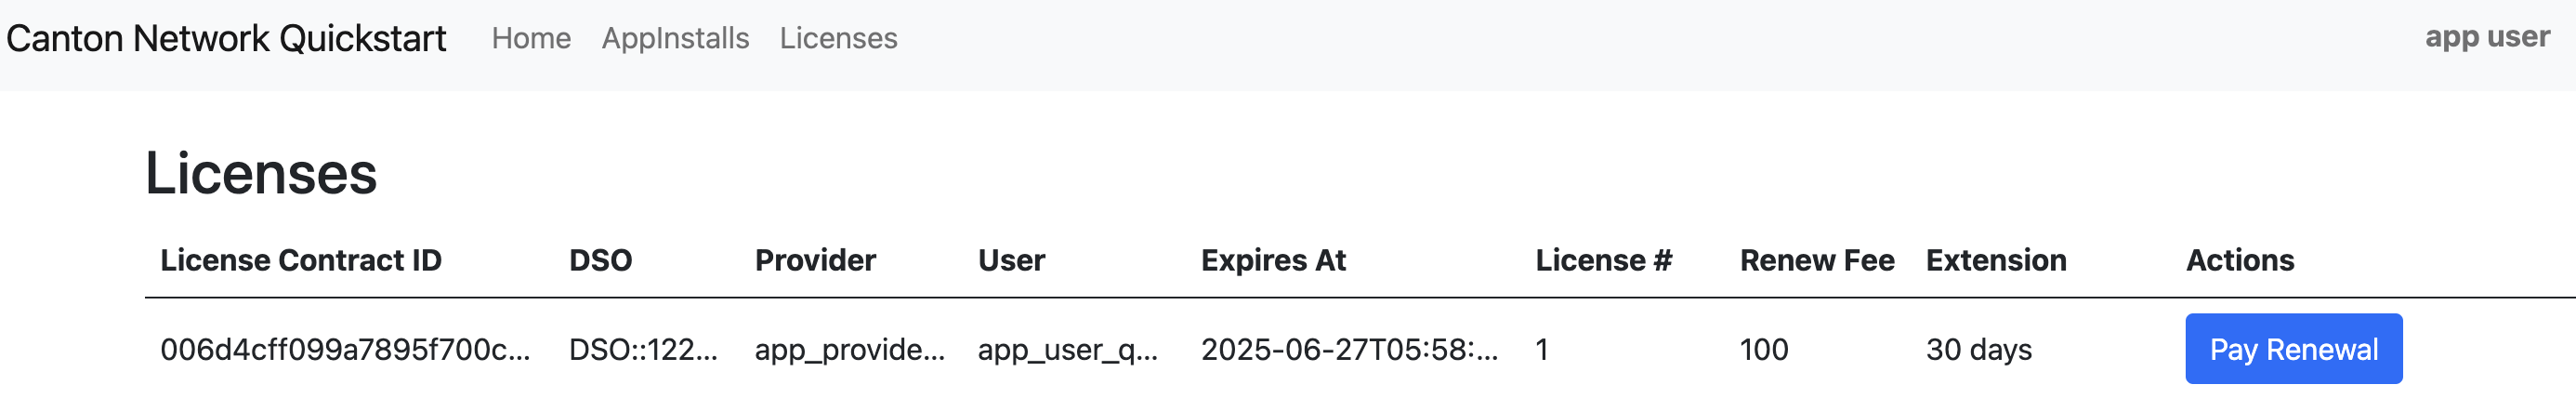 Canton Network Quickstart Home AppInstalls Licenses app user
Licenses
License Contract ID DSO Provider User Expires At License # Renew Fee Extension Actions
006d4cff099a7895f700c... DSO::122... app_provide... app_user_q... 2025-06-27T05:58:... 1 100 30 days Pay Renewal